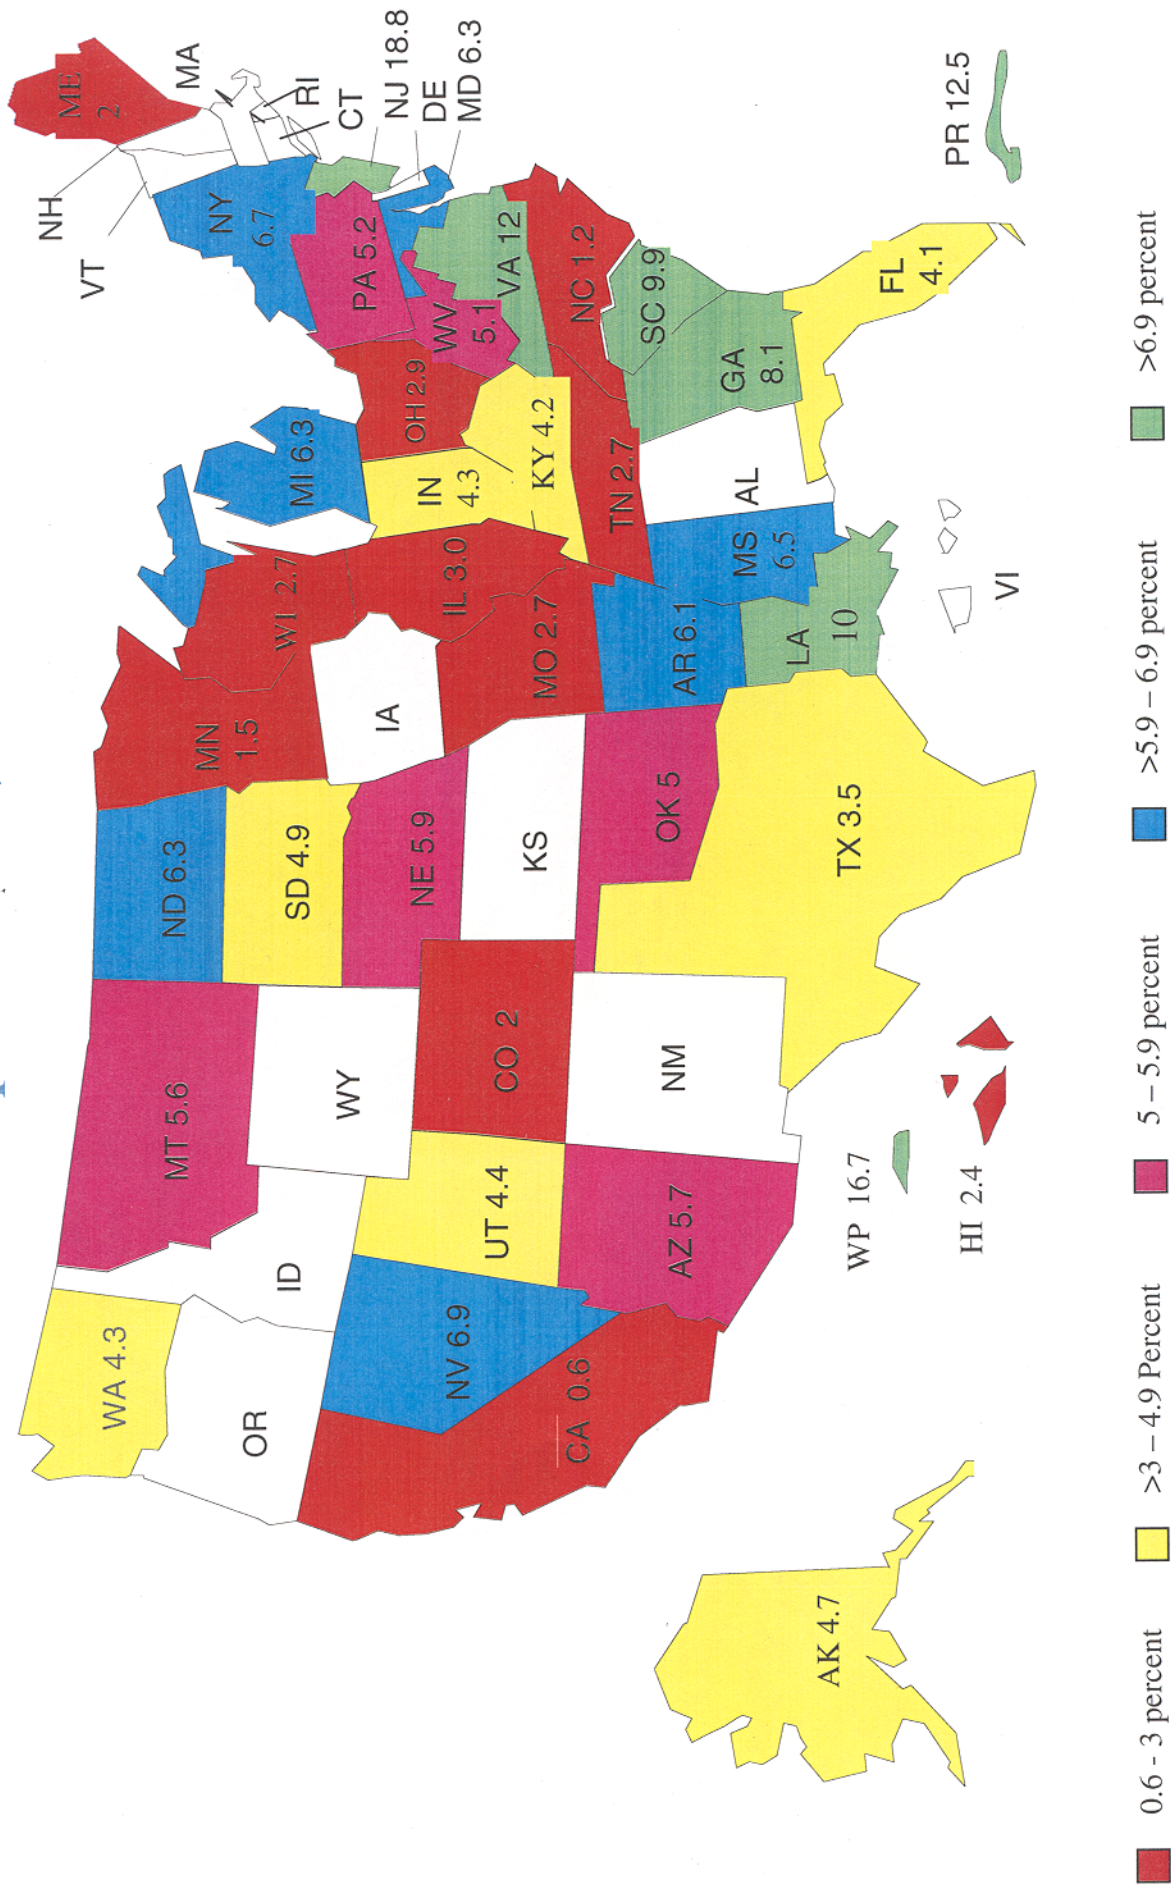 WA 4.3
OR
ID
MT 5.6
ND 6.3
MN
1.5
WI 2.7
MI 6.3
NY
6.7
VT
NH
ME
2
MA
RI
CT
NJ 18.8
DE
MD 6.3
PA 5.2
OH 2.9
WV
5.1
VA 12
NC 1.2
SC 9.9
GA
8.1
FL
4.1
AL
MS
6.5
TN 2.7
KY 4.2
IN
4.3
IL 3.0
IA
MO 2.7
AR 6.1
LA
10
SD 4.9
NE 5.9
KS
OK 5
TX 3.5
WY
CO 2
NM
UT 4.4
AZ 5.7
NV 6.9
CA 0.6
AK 4.7
WP 16.7
HI 2.4
VI
PR 12.5
0.6 - 3 percent
>3 – 4.9 Percent
5 – 5.9 percent
>5.9 – 6.9 percent
>6.9 percent